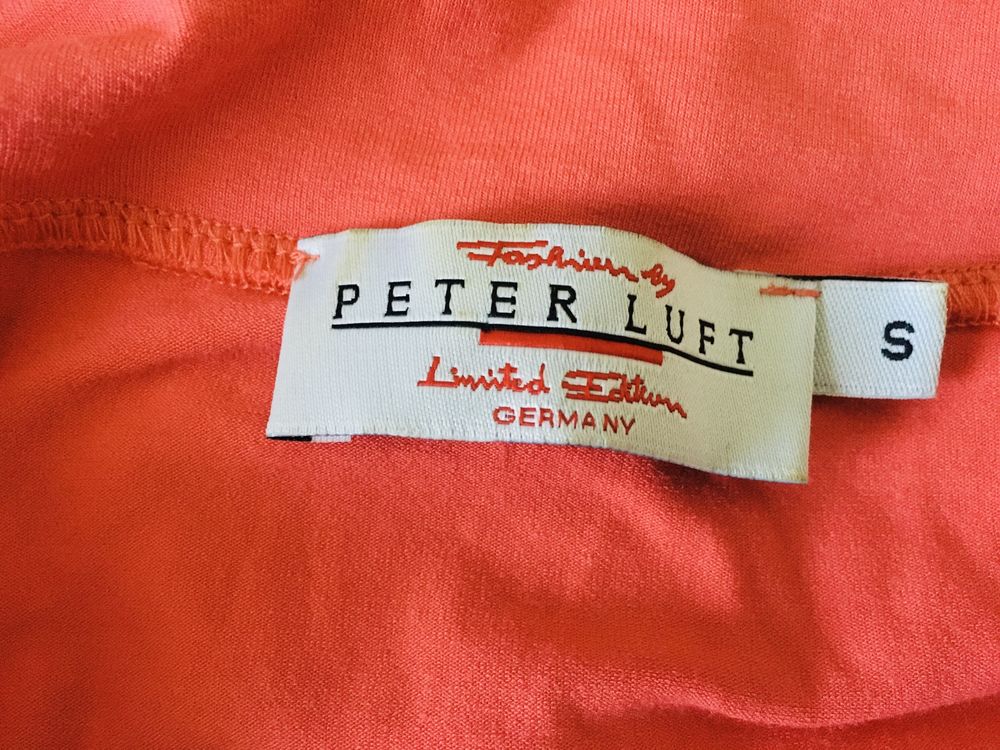 Fashion by
PETER LUFT
Limited Edition
GERMANY
S